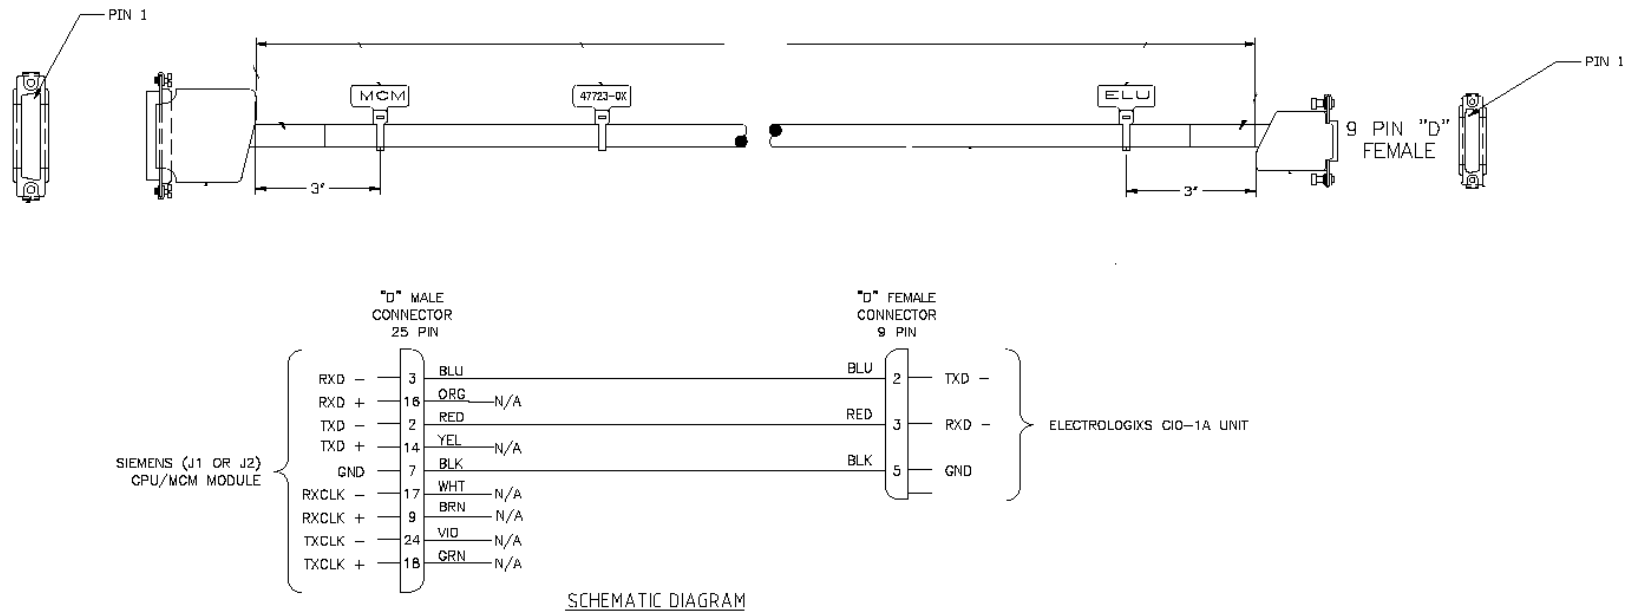 PIN 1
PIN 1
MCM
47723-0X
ELU
9 PIN "D"
FEMALE
3"
3"
"D" MALE
CONNECTOR
25 PIN
"D" FEMALE
CONNECTOR
9 PIN
RXD - 3 BLU BLU 2 TXD -
RXD + 16 ORG N/A
TXD - 2 RED RED 3 RXD -
ELECTROLOGIXS CIO-1A UNIT
TXD + 14 YEL N/A
SIEMENS (J1 OR J2)
CPU/MCM MODULE
GND 7 BLK BLK 5 GND
RXCLK - 17 WHT N/A
RXCLK + 9 BRN N/A
TXCLK - 24 VIO N/A
TXCLK + 18 GRN N/A
SCHEMATIC DIAGRAM